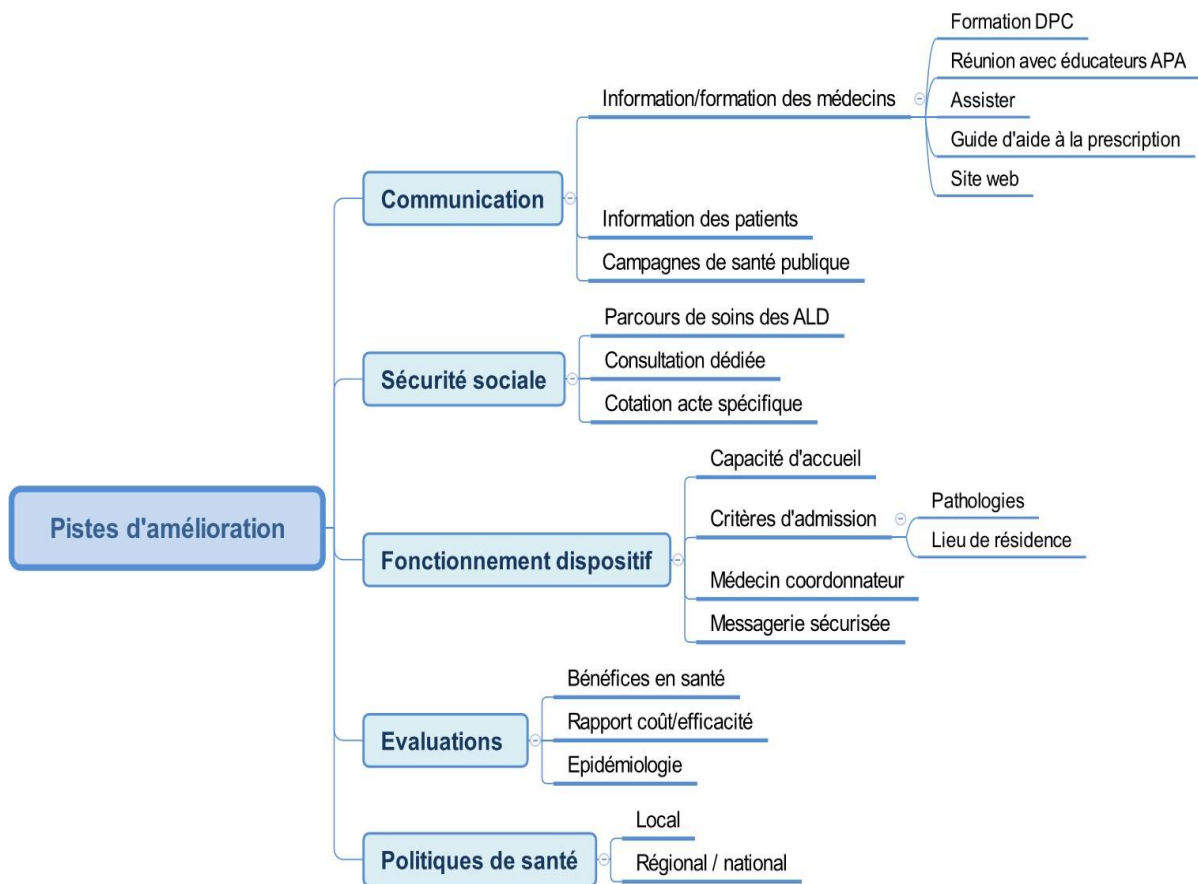 Pistes d'amélioration
Communication
Information/formation des médecins
Formation DPC
Réunion avec éducateurs APA
Assister
Guide d'aide à la prescription
Site web
Information des patients
Campagnes de santé publique
Sécurité sociale
Parcours de soins des ALD
Consultation dédiée
Cotation acte spécifique
Fonctionnement dispositif
Capacité d'accueil
Critères d'admission
Pathologies
Lieu de résidence
Médecin coordonnateur
Messagerie sécurisée
Evaluations
Bénéfices en santé
Rapport coût/efficacité
Epidémiologie
Politiques de santé
Local
Régional / national